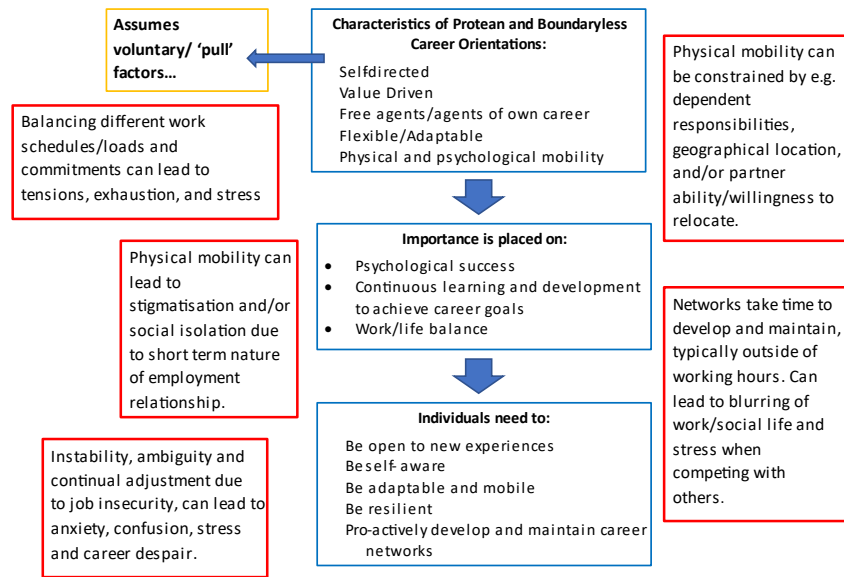 Assumes
voluntary/ 'pull'
factors…
Characteristics of Protean and Boundaryless
Career Orientations:
Selfdirected
Value Driven
Free agents/agents of own career
Flexible/Adaptable
Physical and psychological mobility
Physical mobility can
be constrained by e.g.
dependent
responsibilities,
geographical location,
and/or partner
ability/willingness to
relocate.
Balancing different work
schedules/loads and
commitments can lead to
tensions, exhaustion, and stress
Importance is placed on:
• Psychological success
• Continuous learning and development
to achieve career goals
• Work/life balance
Physical mobility can
lead to
stigmatisation and/or
social isolation due
to short term nature
of employment
relationship.
Networks take time to
develop and maintain,
typically outside of
working hours. Can
lead to blurring of
work/social life and
stress when
competing with
others.
Individuals need to:
Be open to new experiences
Beself- aware
Be adaptable and mobile
Be resilient
Pro-actively develop and maintain career
networks
Instability, ambiguity and
continual adjustment due
to job insecurity, can lead to
anxiety, confusion, stress
and career despair.